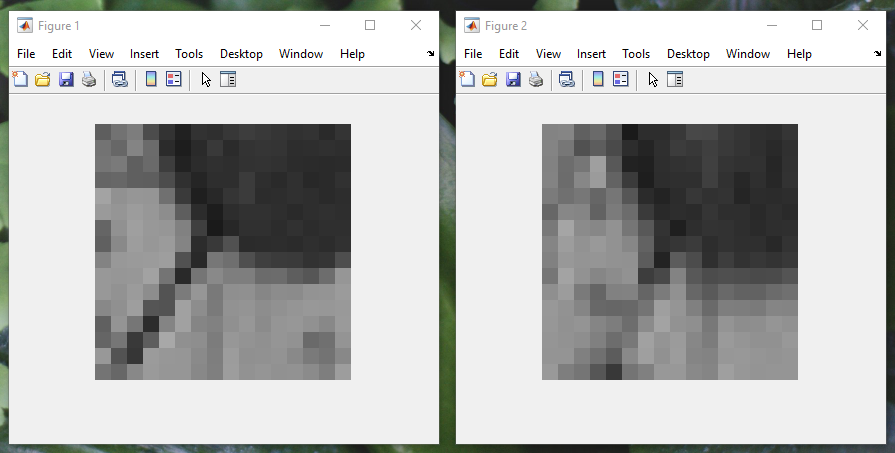 Figure 1
File Edit View Insert Tools Desktop Window Help
Figure 2
File Edit View Insert Tools Desktop Window Help